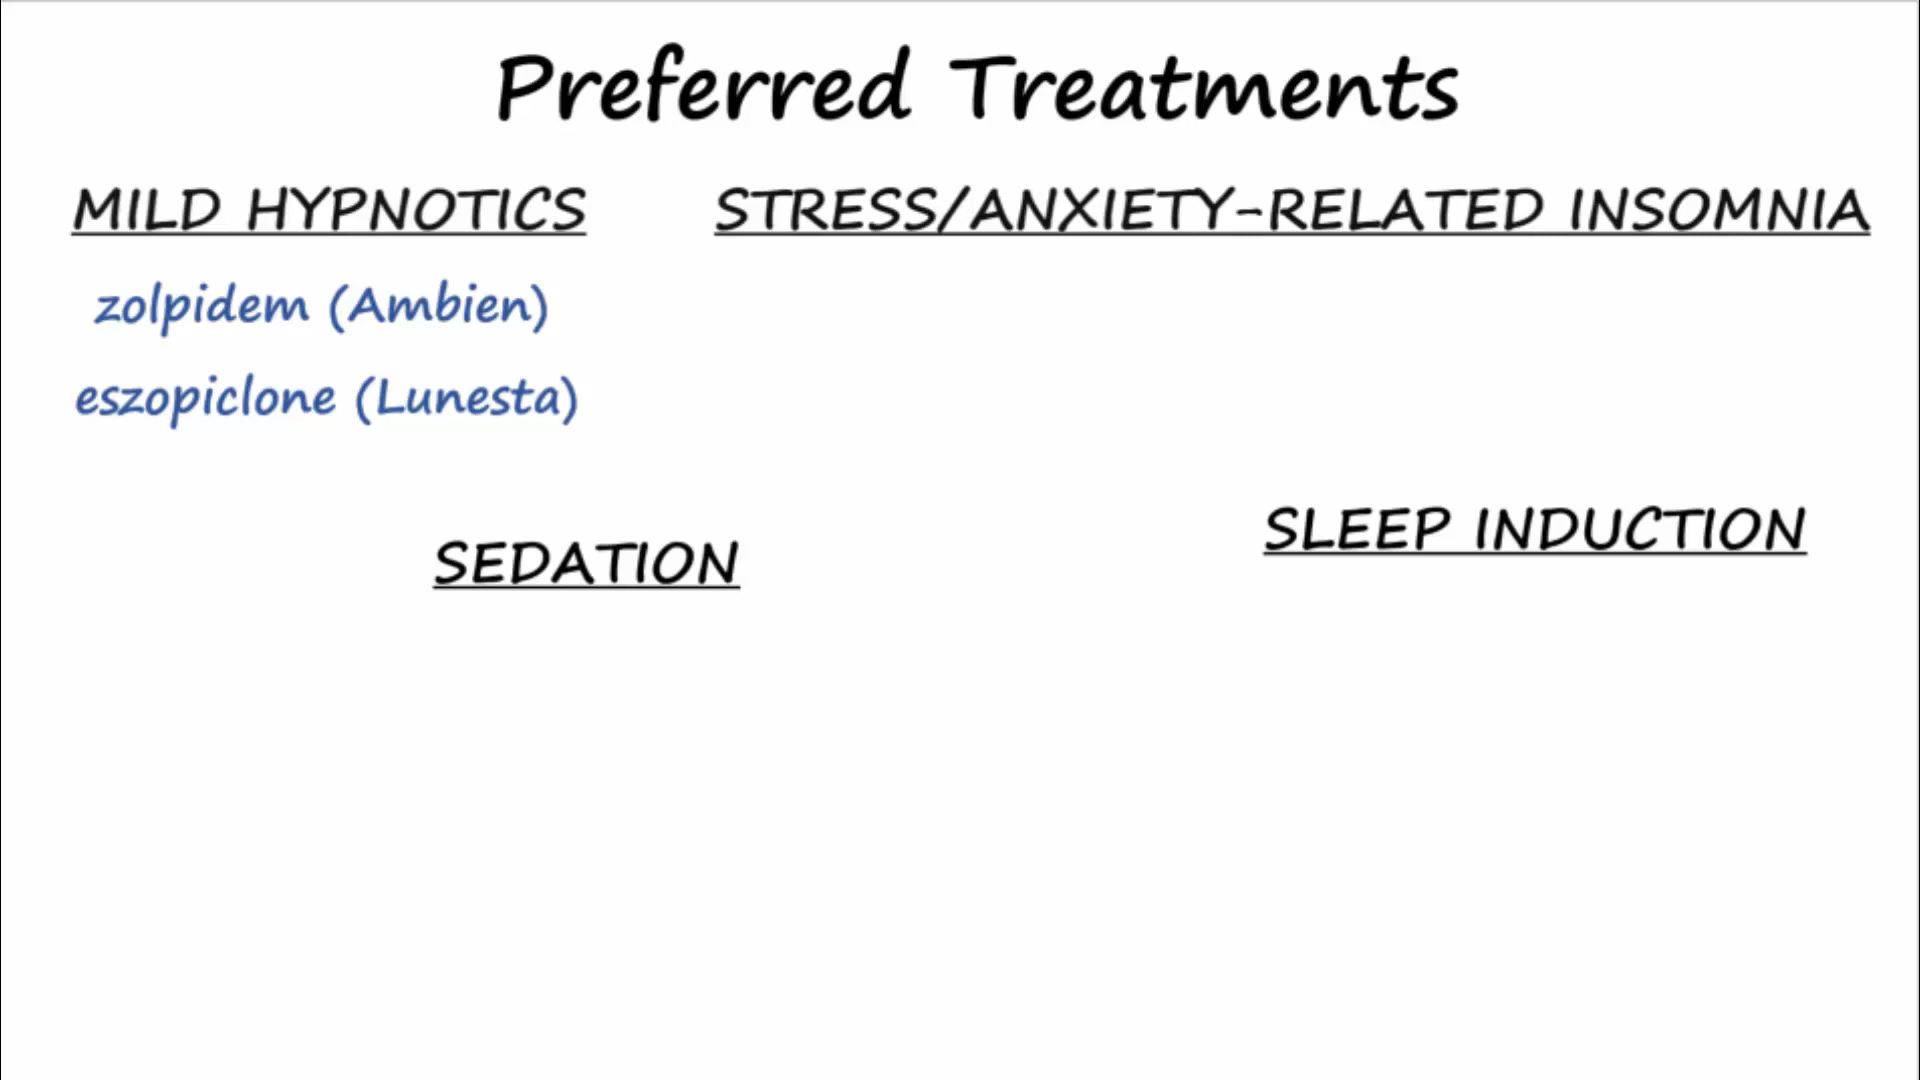 Preferred Treatments
MILD HYPNOTICS
STRESS/ANXIETY-RELATED INSOMNIA
zolpidem (Ambien)
eszopiclone (Lunesta)
SEDATION
SLEEP INDUCTION